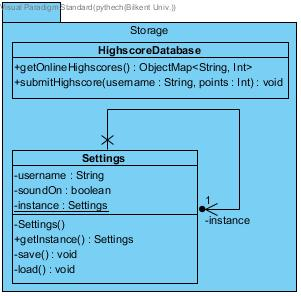 Visual Paradigm Standard(pythech(Bilkent Univ.))
Storage
HighscoreDatabase
+getOnlineHighscores() : ObjectMap<String, Int>
+submitHighscore(username : String, points : Int) : void
Settings
-username : String
-soundOn : boolean
-instance : Settings
-Settings()
+getInstance() : Settings
-save() : void
-load() : void
1
-instance